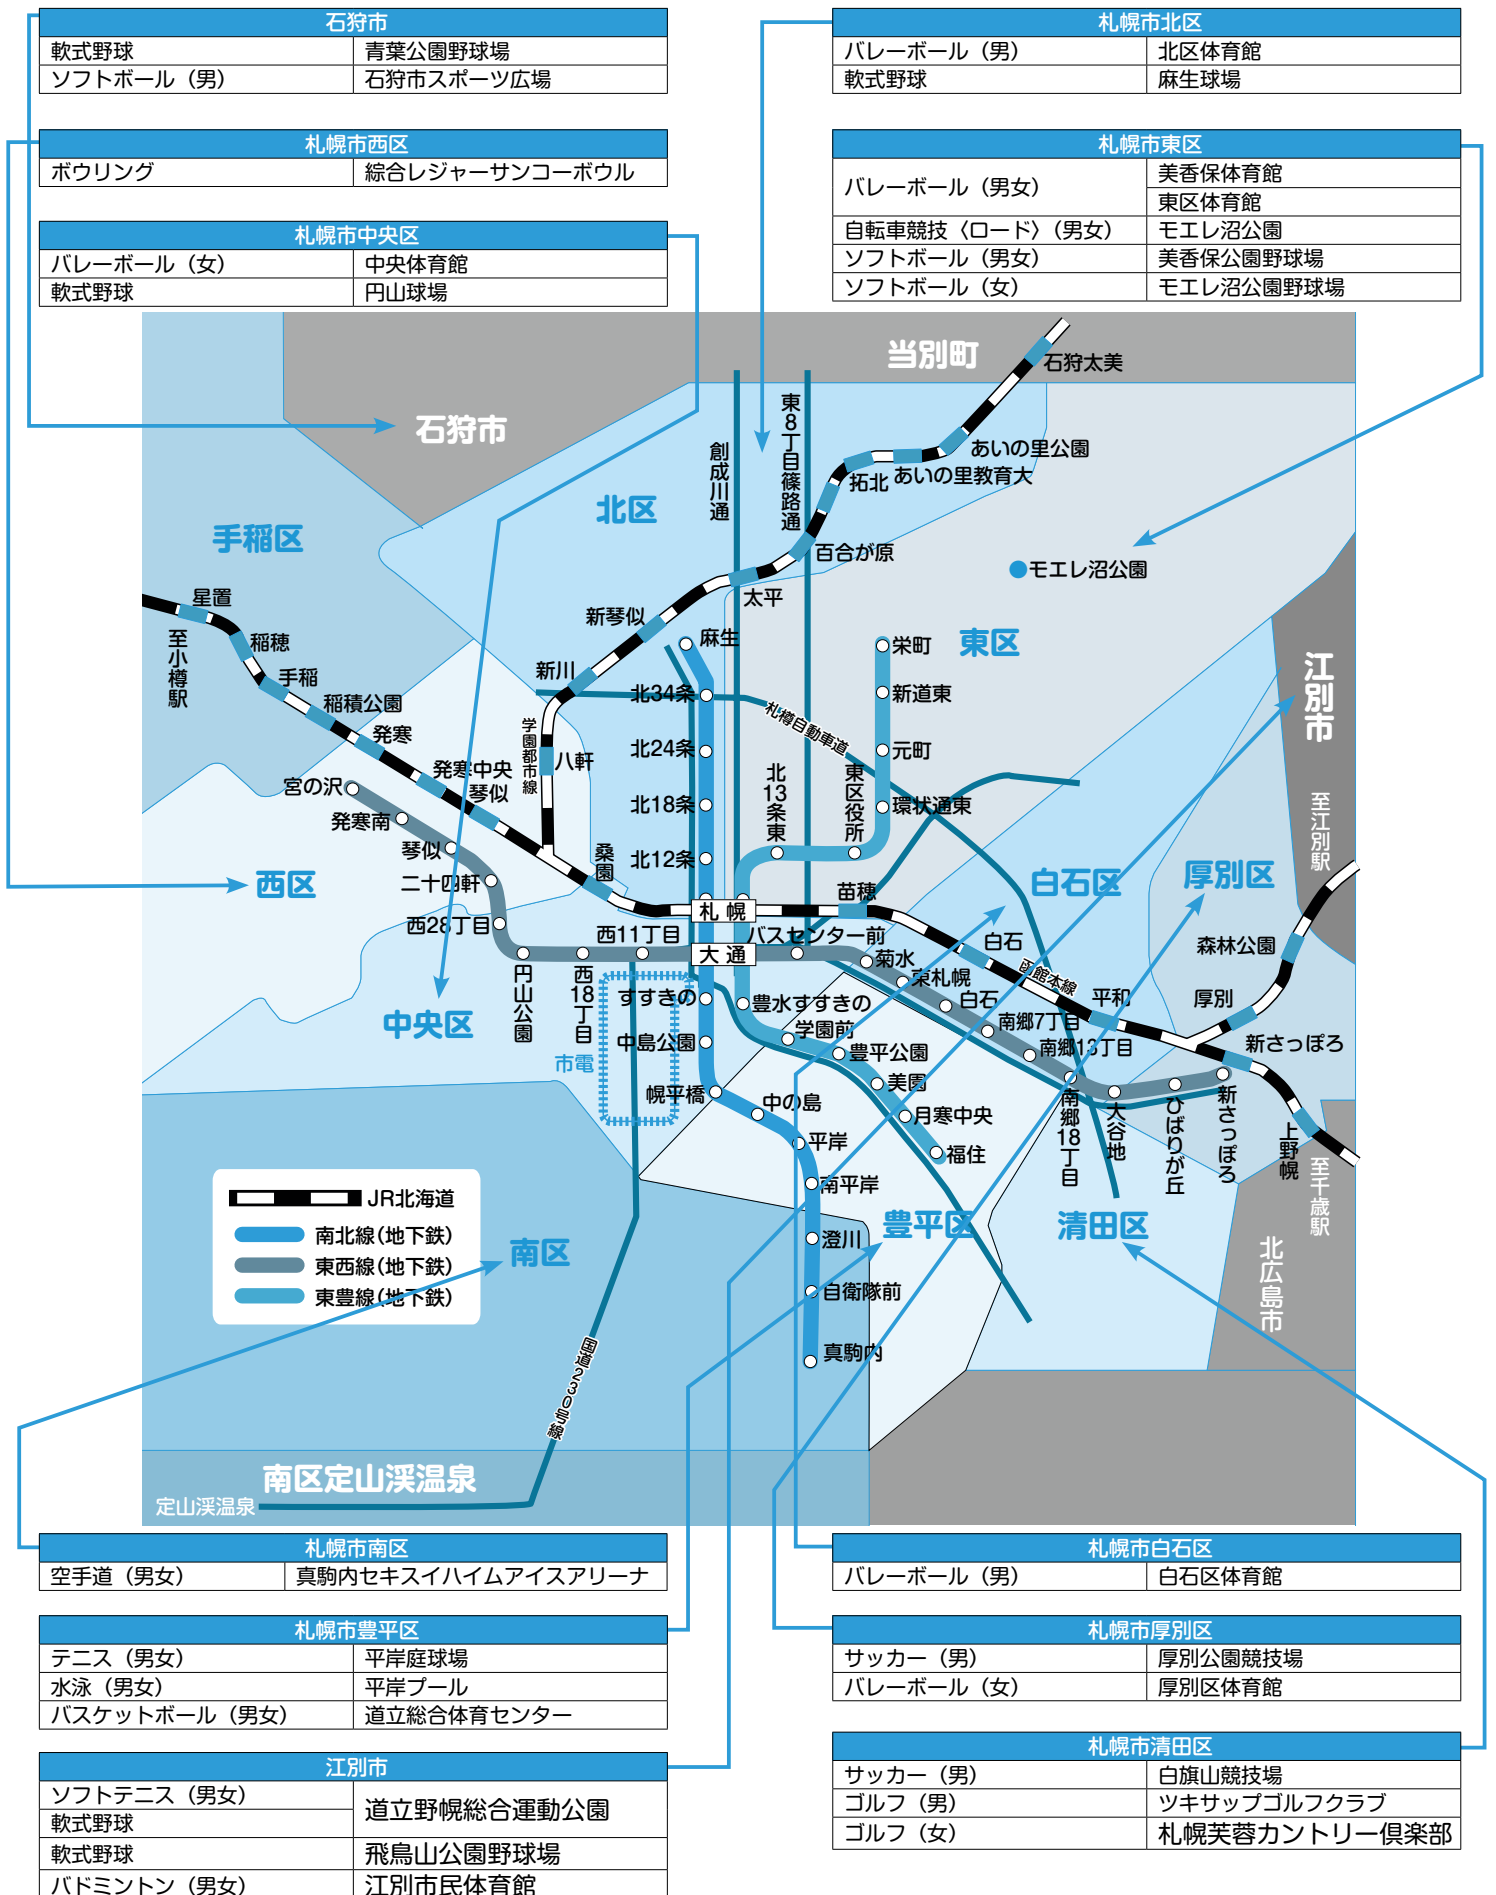 石狩市
軟式野球 青葉公園野球場
ソフトボール（男） 石狩市スポーツ広場
札幌市西区
ボウリング 綜合レジャーサンコーボウル
札幌市中央区
バレーボール（女） 中央体育館
軟式野球 円山球場
札幌市北区
バレーボール（男） 北区体育館
軟式野球 麻生球場
札幌市東区
バレーボール（男女） 美香保体育館
東区体育館
自転車競技〈ロード〉（男女） モエレ沼公園
ソフトボール（男女） 美香保公園野球場
ソフトボール（女） モエレ沼公園野球場
当別町
石狩太美
石狩市
東8丁目篠路通
創成川通
あいの里公園
あいの里教育大
拓北
北区
手稲区
百合が原
モエレ沼公園
太平
星置
新琴似
麻生
栄町
東区
至小樽駅
稲穂
手稲
新川
江別市
稲積公園
北34条
新道東
札樽自動車道
発寒
学園都市線
北24条
元町
八軒
発寒中央
琴似
宮の沢
北18条
北13条東
東区役所
環状通東
至江別駅
発寒南
琴似
桑園
北12条
二十四軒
西区
白石区
厚別区
苗穂
札幌
西28丁目
西11丁目
大通
バスセンター前
白石
森林公園
菊水
函館本線
円山公園
西18丁目
東札幌
すすきの
豊水すすきの
白石
平和
厚別
中央区
学園前
南郷7丁目
中島公園
豊平公園
南郷13丁目
新さっぽろ
市電
美園
幌平橋
中の島
月寒中央
南郷18丁目
大谷地
ひばりが丘
新さっぽろ
上野幌
平岸
福住
至千歳駅
南平岸
JR北海道
南北線(地下鉄)
東西線(地下鉄)
東豊線(地下鉄)
南区
澄川
豊平区
清田区
北広島市
自衛隊前
真駒内
国道230号線
南区定山渓温泉
定山渓温泉
札幌市南区
空手道（男女） 真駒内セキスイハイムアイスアリーナ
札幌市豊平区
テニス（男女） 平岸庭球場
水泳（男女） 平岸プール
バスケットボール（男女） 道立総合体育センター
江別市
ソフトテニス（男女） 道立野幌総合運動公園
軟式野球
軟式野球 飛鳥山公園野球場
バドミントン（男女） 江別市民体育館
札幌市白石区
バレーボール（男） 白石区体育館
札幌市厚別区
サッカー（男） 厚別公園競技場
バレーボール（女） 厚別区体育館
札幌市清田区
サッカー（男） 白旗山競技場
ゴルフ（男） ツキサップゴルフクラブ
ゴルフ（女） 札幌芙蓉カントリー倶楽部